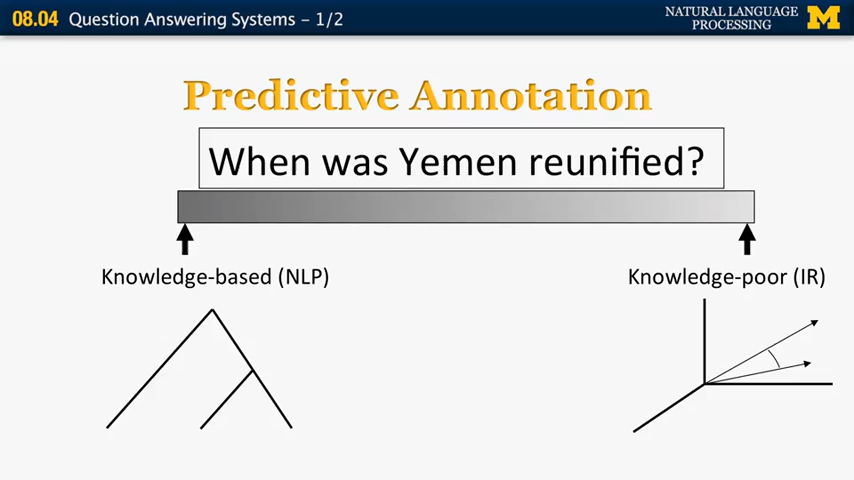 08.04 Question Answering Systems – 1/2
NATURAL LANGUAGE
PROCESSING
M
Predictive Annotation
When was Yemen reunified?
Knowledge-based (NLP)
Knowledge-poor (IR)